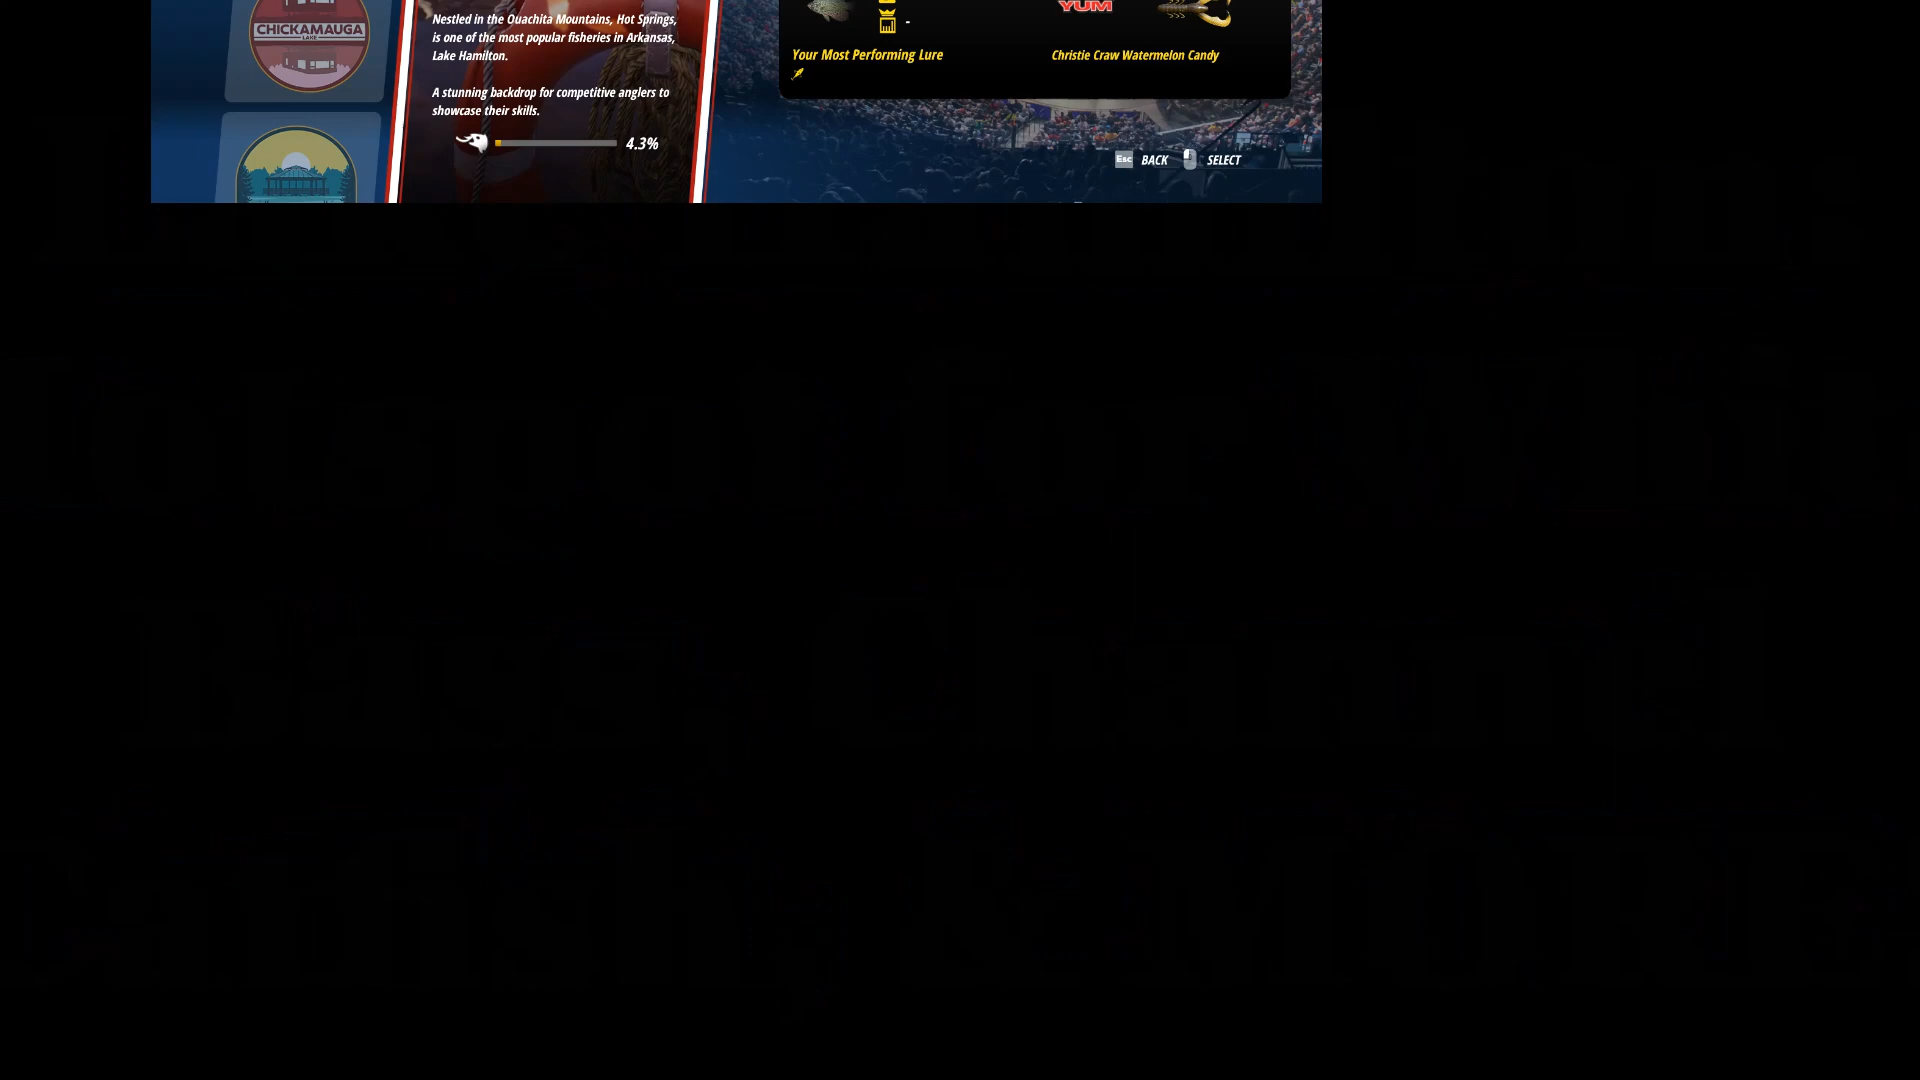 CHICKAMAUGA
LAKE
Nestled in the Ouachita Mountains, Hot Springs,
is one of the most popular fisheries in Arkansas,
Lake Hamilton.
A stunning backdrop for competitive anglers to
showcase their skills.
4.3%
-
YUM
Your Most Performing Lure
Christie Craw Watermelon Candy
Esc BACK SELECT